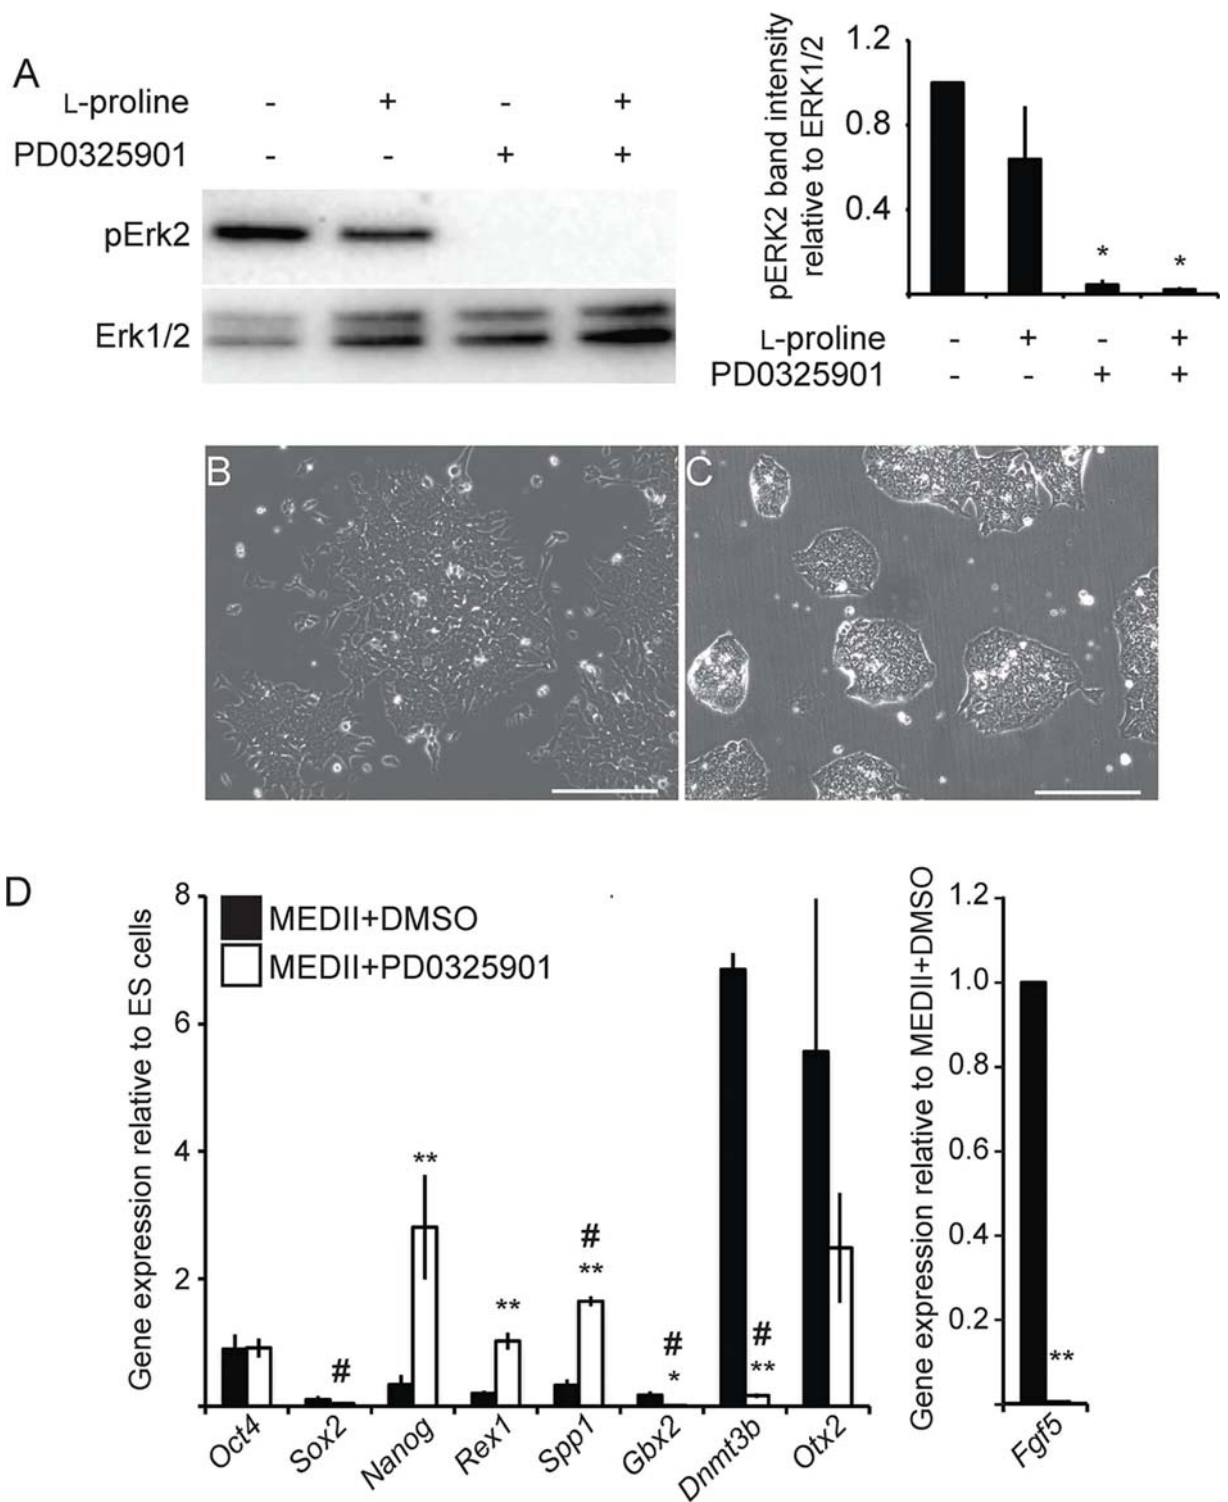 A
L-proline - + - +
PD0325901 - - + +
pErk2
Erk1/2
pERK2 band intensity
relative to ERK1/2
1.2
0.8
0.4
* *
L-proline - + - +
PD0325901 - - + +
B
C
D
Gene expression relative to ES cells
8
6
4
2
MEDII+DMSO
MEDII+PD0325901
#
**
**
#
**
#
*
#
**
Oct4
Sox2
Nanog
Rex1
Spp1
Gbx2
Dnmt3b
Otx2
Gene expression relative to MEDII+DMSO
1.2
1.0
0.8
0.6
0.4
0.2
**
Fgf5